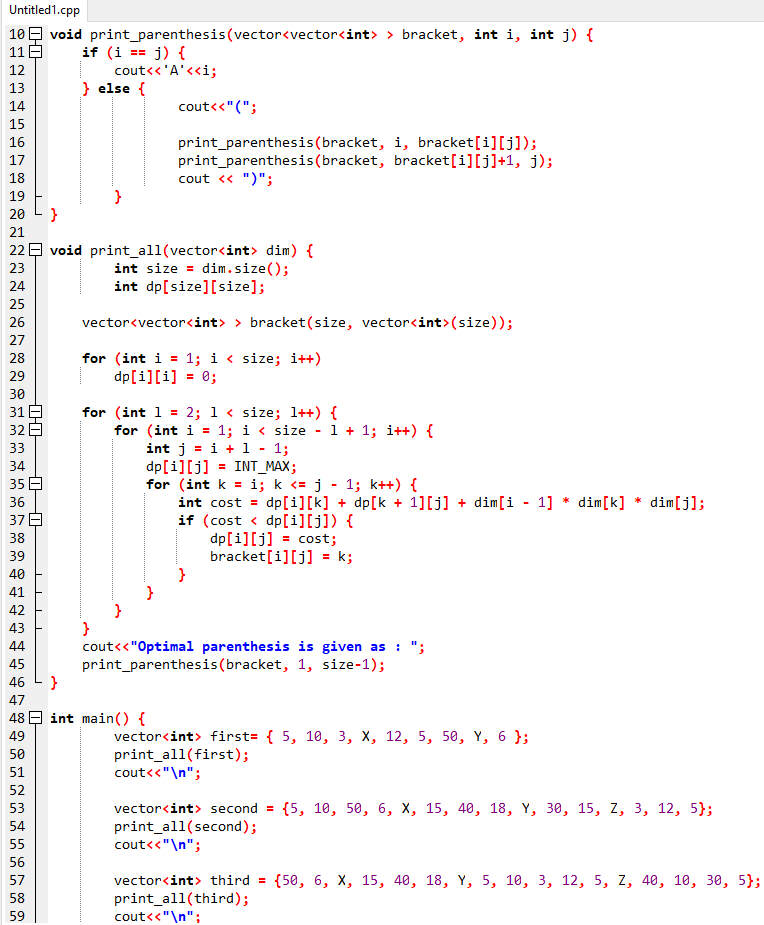 Untitled1.cpp
10 void print_parenthesis(vector<vector<int> > bracket, int i, int j) {
11 if (i == j) {
12 cout<<'A'<<i;
13 } else {
14 cout<<"(";
15
16 print_parenthesis(bracket, i, bracket[i][j]);
17 print_parenthesis(bracket, bracket[i][j]+1, j);
18 cout << ")";
19 }
20 }
21
22 void print_all(vector<int> dim) {
23 int size = dim.size();
24 int dp[size][size];
25
26 vector<vector<int> > bracket(size, vector<int>(size));
27
28 for (int i = 1; i < size; i++)
29 dp[i][i] = 0;
30
31 for (int l = 2; l < size; l++) {
32 for (int i = 1; i < size - l + 1; i++) {
33 int j = i + l - 1;
34 dp[i][j] = INT_MAX;
35 for (int k = i; k <= j - 1; k++) {
36 int cost = dp[i][k] + dp[k + 1][j] + dim[i - 1] * dim[k] * dim[j];
37 if (cost < dp[i][j]) {
38 dp[i][j] = cost;
39 bracket[i][j] = k;
40 }
41 }
42 }
43 }
44 cout<<"Optimal parenthesis is given as : ";
45 print_parenthesis(bracket, 1, size-1);
46 }
47
48 int main() {
49 vector<int> first= { 5, 10, 3, X, 12, 5, 50, Y, 6 };
50 print_all(first);
51 cout<<"\n";
52
53 vector<int> second = {5, 10, 50, 6, X, 15, 40, 18, Y, 30, 15, Z, 3, 12, 5};
54 print_all(second);
55 cout<<"\n";
56
57 vector<int> third = {50, 6, X, 15, 40, 18, Y, 5, 10, 3, 12, 5, Z, 40, 10, 30, 5};
58 print_all(third);
59 cout<<"\n";